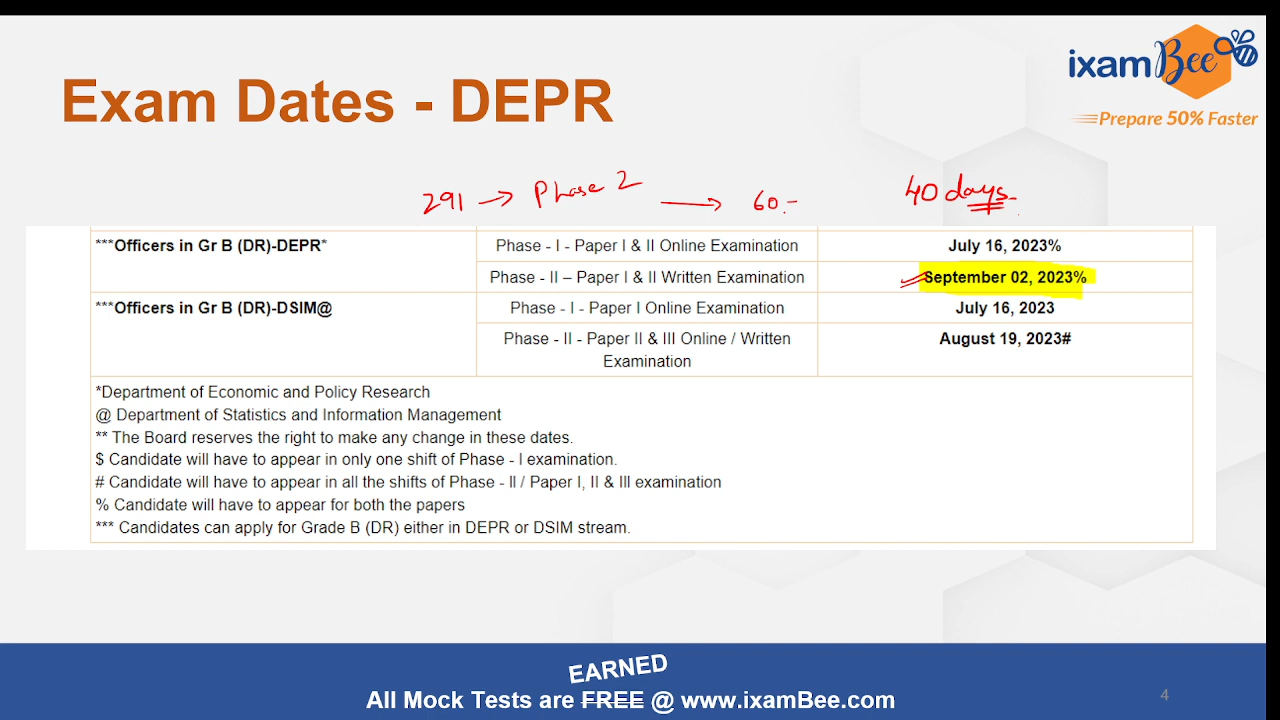 ixamBee
Prepare 50% Faster
Exam Dates - DEPR
291 → Phase 2 → 60.- 40 days
***Officers in Gr B (DR)-DEPR* Phase - I - Paper I & II Online Examination July 16, 2023%
Phase - II – Paper I & II Written Examination September 02, 2023%
***Officers in Gr B (DR)-DSIM@ Phase - I - Paper I Online Examination July 16, 2023
Phase - II - Paper II & III Online / Written August 19, 2023#
Examination
*Department of Economic and Policy Research
@ Department of Statistics and Information Management
** The Board reserves the right to make any change in these dates.
$ Candidate will have to appear in only one shift of Phase - I examination.
# Candidate will have to appear in all the shifts of Phase - II / Paper I, II & III examination
% Candidate will have to appear for both the papers
*** Candidates can apply for Grade B (DR) either in DEPR or DSIM stream.
EARNED
All Mock Tests are FREE @ www.ixamBee.com
4